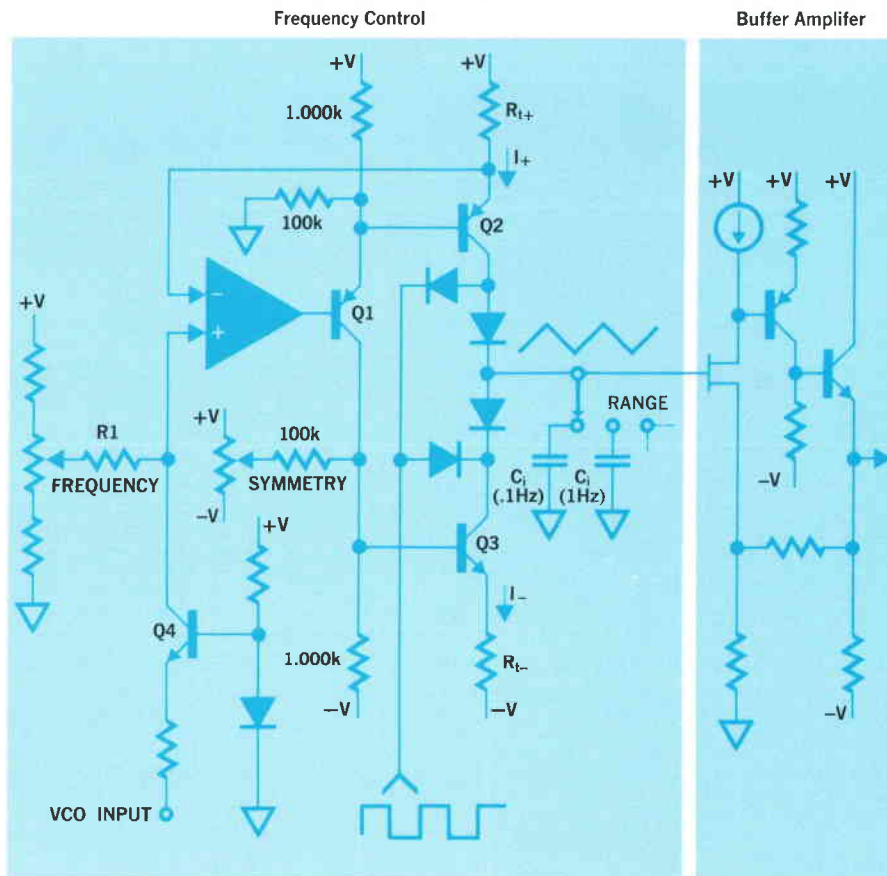 Frequency Control
Buffer Amplifer
+V
+V
1.000k
Rt+
I+
+V
+V
+V
100k
Q2
−
+
Q1
+V
R1
+V
100k
RANGE
FREQUENCY
SYMMETRY
Ci
(.1Hz)
Ci
(1Hz)
−V
−V
+V
Q3
Q4
I−
1.000k
Rt−
−V
−V
−V
VCO INPUT